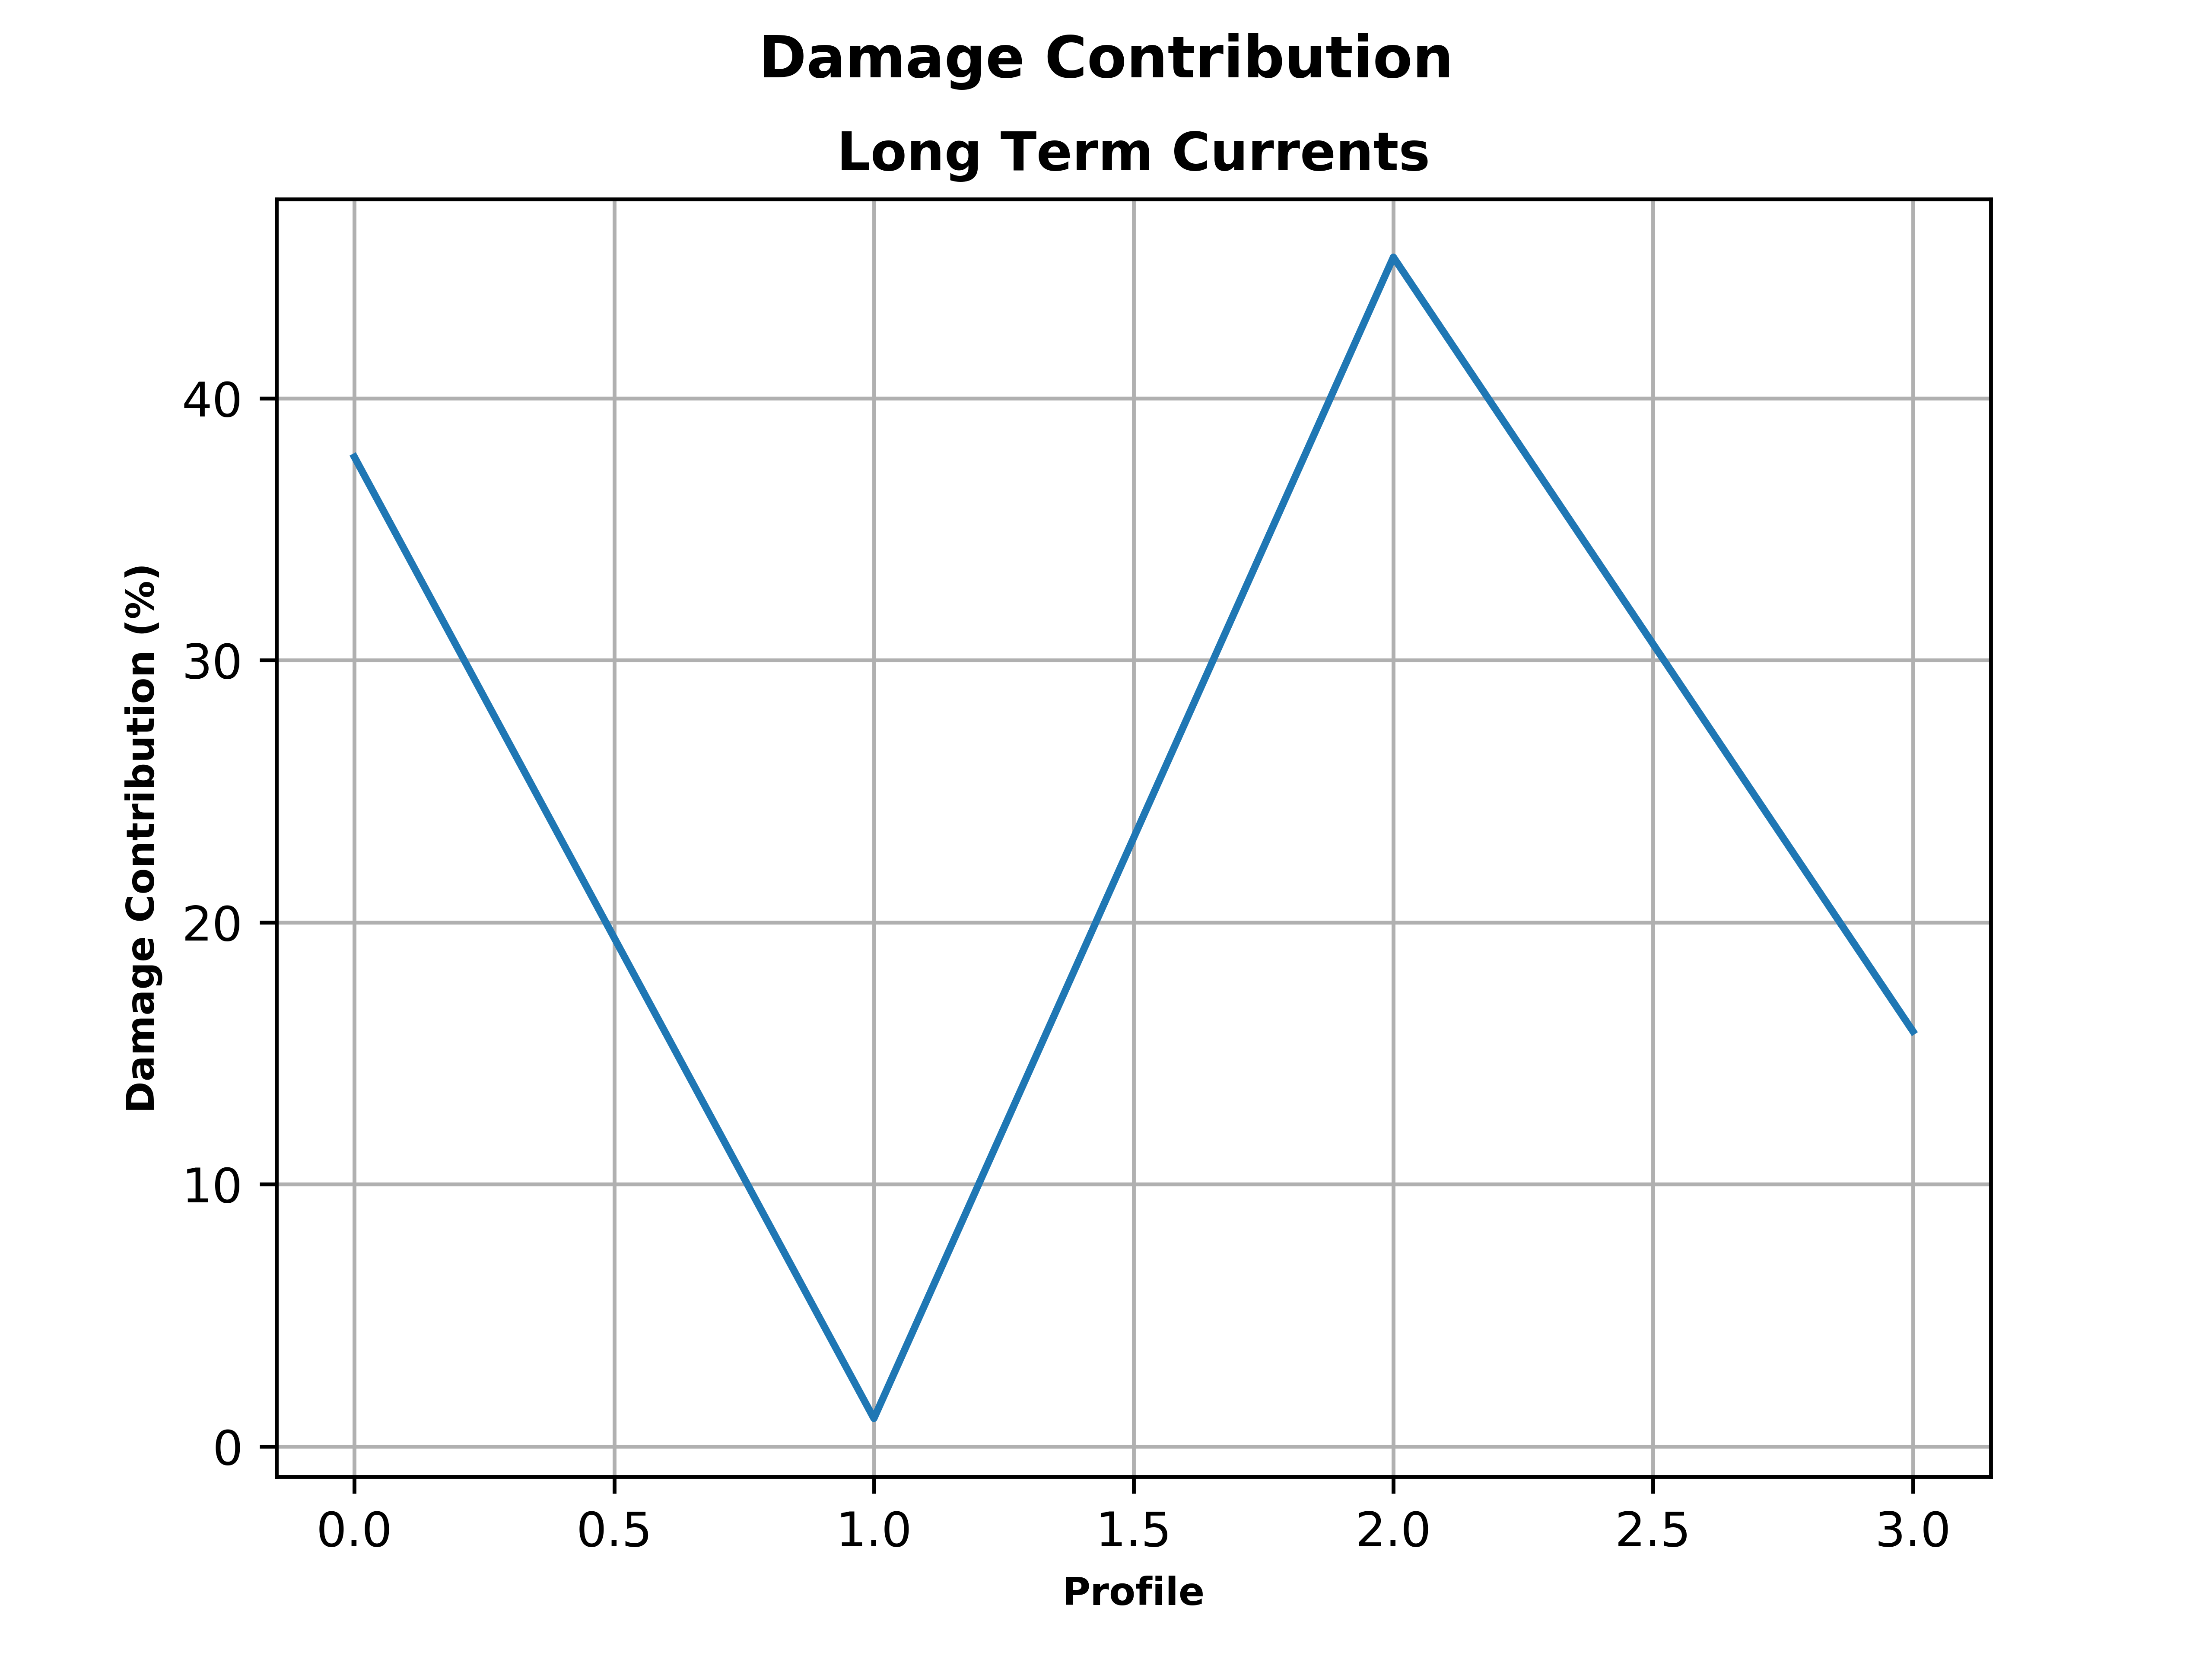 Damage Contribution
Long Term Currents
Damage Contribution (%)
40
30
20
10
0
0.0 0.5 1.0 1.5 2.0 2.5 3.0
Profile